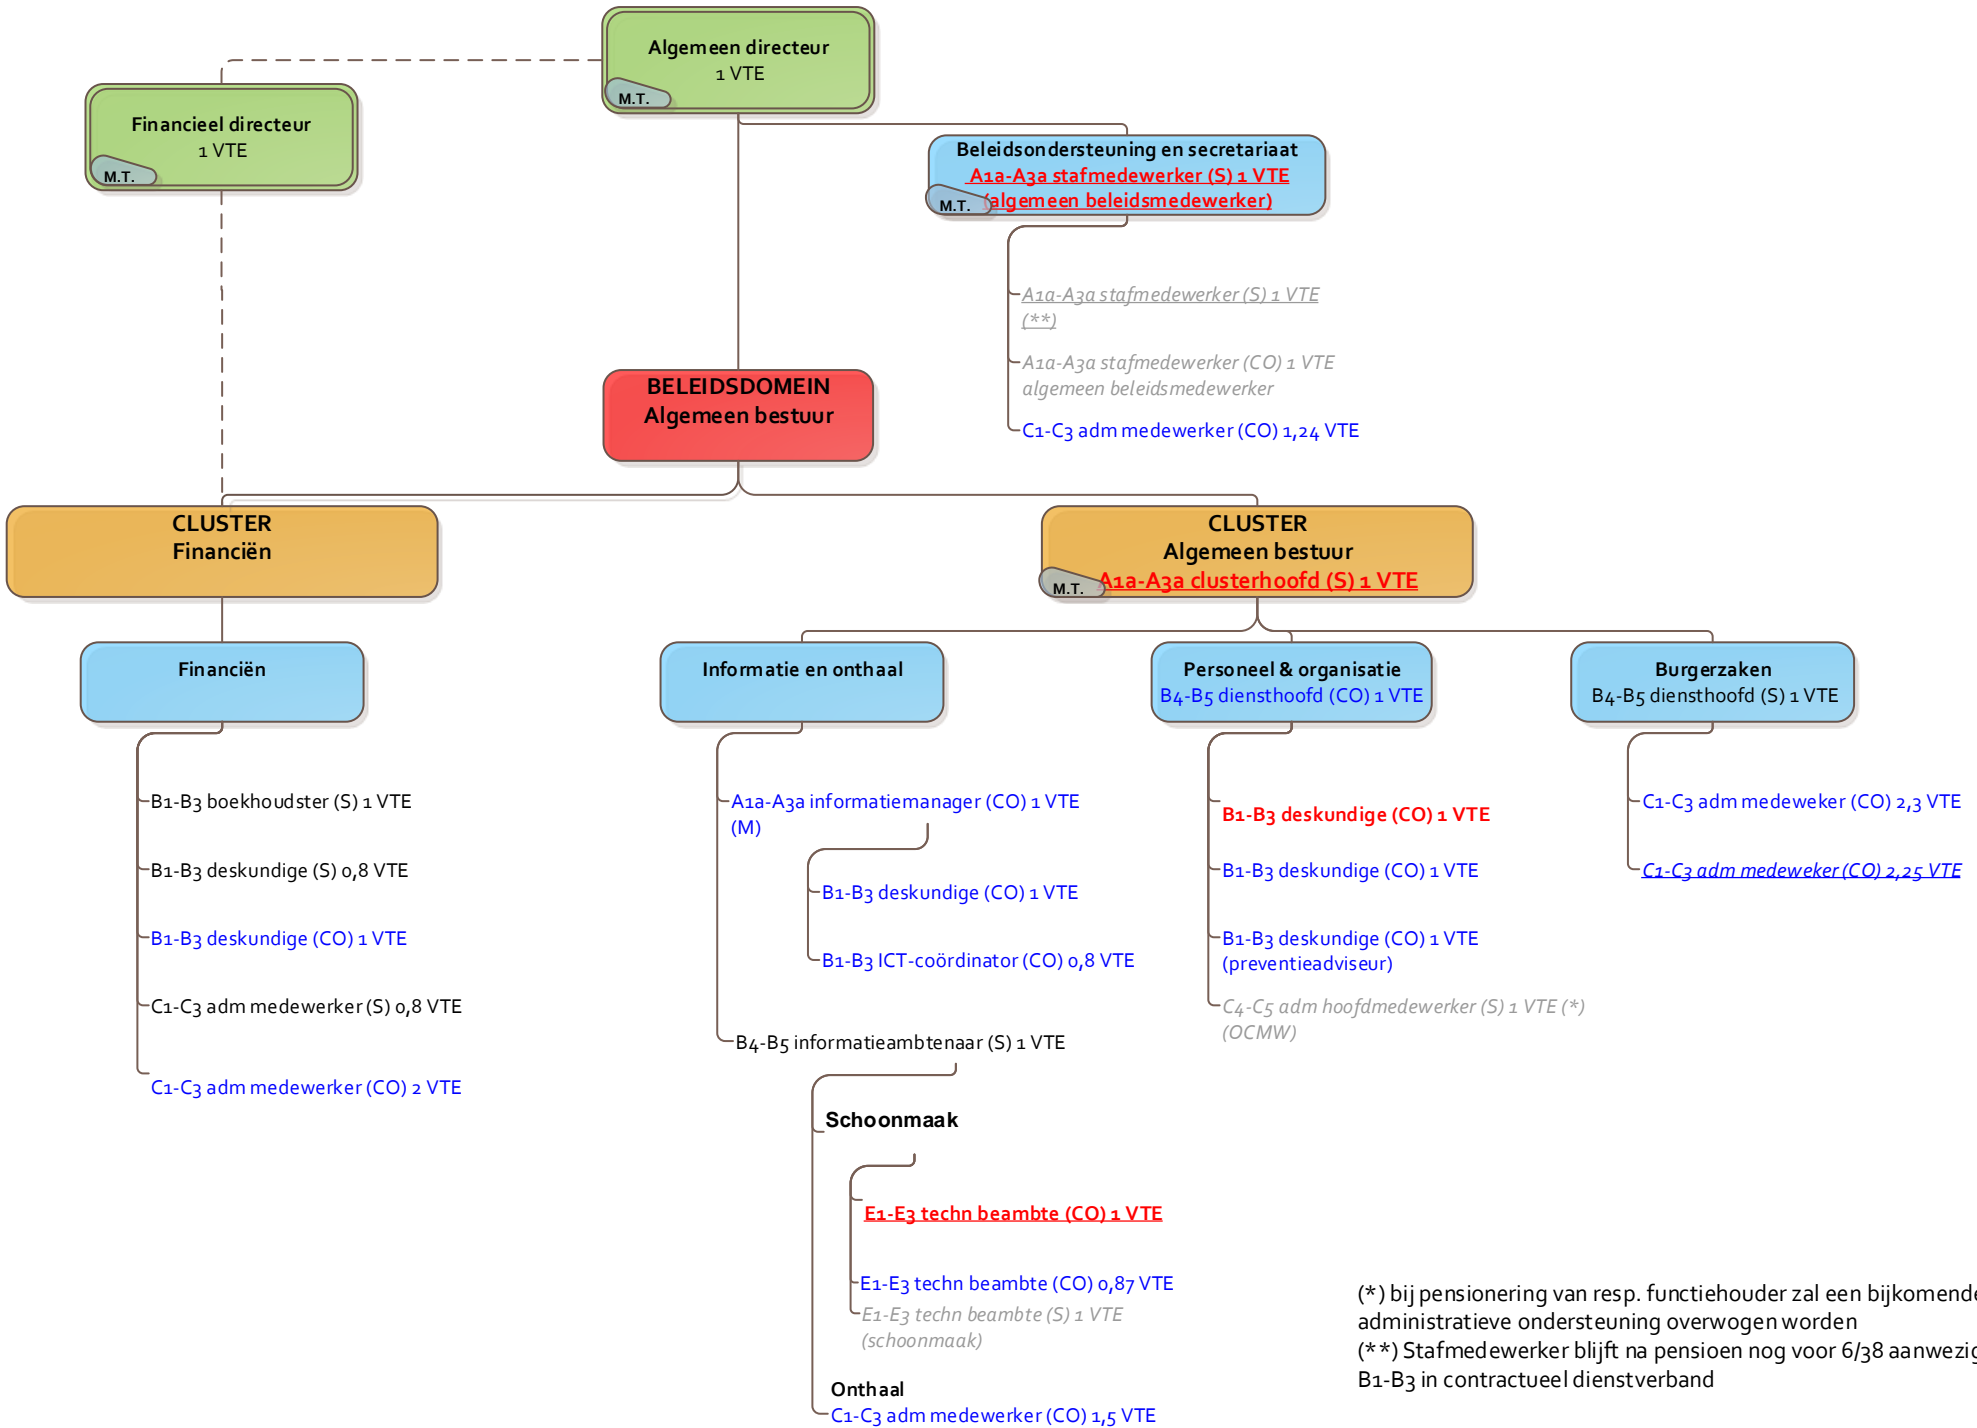 Algemeen directeur
1 VTE
M.T.
Financieel directeur
1 VTE
M.T.
Beleidsondersteuning en secretariaat
A1a-A3a stafmedewerker (S) 1 VTE
(algemeen beleidsmedewerker)
M.T.
A1a-A3a stafmedewerker (S) 1 VTE
(**)
A1a-A3a stafmedewerker (CO) 1 VTE
algemeen beleidsmedewerker
C1-C3 adm medewerker (CO) 1,24 VTE
BELEIDSDOMEIN
Algemeen bestuur
CLUSTER
Financiën
CLUSTER
Algemeen bestuur
A1a-A3a clusterhoofd (S) 1 VTE
M.T.
Financiën
B1-B3 boekhoudster (S) 1 VTE
B1-B3 deskundige (S) 0,8 VTE
B1-B3 deskundige (CO) 1 VTE
C1-C3 adm medewerker (S) 0,8 VTE
C1-C3 adm medewerker (CO) 2 VTE
Informatie en onthaal
A1a-A3a informatiemanager (CO) 1 VTE
(M)
B1-B3 deskundige (CO) 1 VTE
B1-B3 ICT-coördinator (CO) 0,8 VTE
B4-B5 informatieambtenaar (S) 1 VTE
Schoonmaak
E1-E3 techn beambte (CO) 1 VTE
E1-E3 techn beambte (CO) 0,87 VTE
E1-E3 techn beambte (S) 1 VTE
(schoonmaak)
Onthaal
C1-C3 adm medewerker (CO) 1,5 VTE
Personeel & organisatie
B4-B5 diensthoofd (CO) 1 VTE
B1-B3 deskundige (CO) 1 VTE
B1-B3 deskundige (CO) 1 VTE
B1-B3 deskundige (CO) 1 VTE
(preventieadviseur)
C4-C5 adm hoofdmedewerker (S) 1 VTE (*)
(OCMW)
Burgerzaken
B4-B5 diensthoofd (S) 1 VTE
C1-C3 adm medeweker (CO) 2,3 VTE
C1-C3 adm medeweker (CO) 2,25 VTE
(*) bij pensionering van resp. functiehouder zal een bijkomende
administratieve ondersteuning overwogen worden
(**) Stafmedewerker blijft na pensioen nog voor 6/38 aanwezig
B1-B3 in contractueel dienstverband